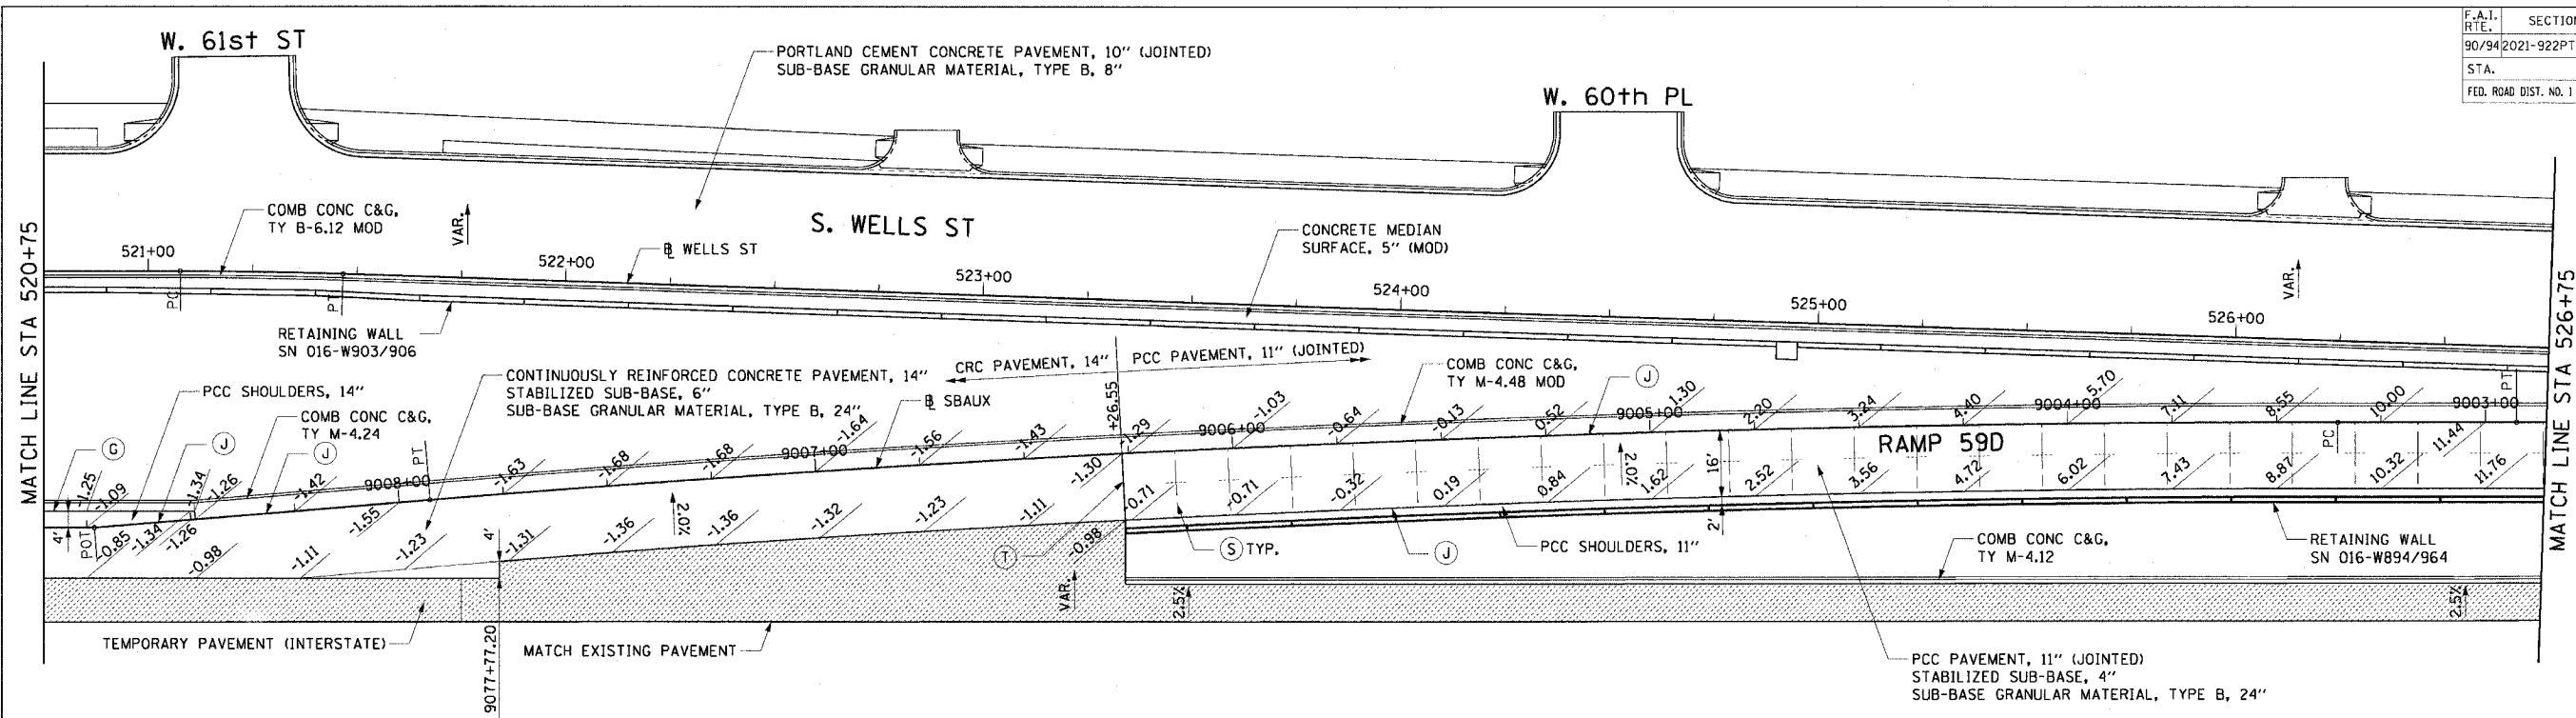 F.A.I. RTE.
SECTION
90/94
2021-922PT
STA.
FED. ROAD DIST. NO. 1
W. 61st ST
PORTLAND CEMENT CONCRETE PAVEMENT, 10" (JOINTED)
SUB-BASE GRANULAR MATERIAL, TYPE B, 8"
W. 60th PL
MATCH LINE STA 520+75
COMB CONC C&G,
TY B-6.12 MOD
VAR.
S. WELLS ST
CONCRETE MEDIAN
SURFACE, 5" (MOD)
VAR.
MATCH LINE STA 526+75
521+00
522+00
℄ WELLS ST
523+00
524+00
525+00
526+00
PC
PT
RETAINING WALL
SN 016-W903/906
CRC PAVEMENT, 14"
PCC PAVEMENT, 11" (JOINTED)
PCC SHOULDERS, 14"
CONTINUOUSLY REINFORCED CONCRETE PAVEMENT, 14"
STABILIZED SUB-BASE, 6"
SUB-BASE GRANULAR MATERIAL, TYPE B, 24"
COMB CONC C&G,
TY M-4.24
℄ SBAUX
+26.55
COMB CONC C&G,
TY M-4.48 MOD
J
G
J
J
PT
PT
PC
9008+00
9007+00
9006+00
9005+00
9004+00
9003+00
-1.25
-1.09
-1.34
-1.26
-1.42
-1.63
-1.68
-1.68
-1.64
-1.56
-1.43
-1.29
-1.03
-0.64
-0.13
0.52
1.30
2.20
3.24
4.40
5.70
7.11
8.55
10.00
11.44
RAMP 59D
4'
POT
-0.85
-1.34
-1.26
-0.98
-1.11
-1.55
-1.23
4'
-1.31
-1.36
2.0%
-1.36
-1.32
-1.23
-1.11
-1.30
-0.98
-0.71
-0.71
-0.32
0.19
0.84
2.0%
1.62
16'
2.52
3.56
4.72
6.02
7.43
8.87
10.32
11.76
T
S TYP.
J
PCC SHOULDERS, 11"
2'
COMB CONC C&G,
TY M-4.12
RETAINING WALL
SN 016-W894/964
VAR.
2.5%
2.5%
TEMPORARY PAVEMENT (INTERSTATE)
9077+77.20
MATCH EXISTING PAVEMENT
PCC PAVEMENT, 11" (JOINTED)
STABILIZED SUB-BASE, 4"
SUB-BASE GRANULAR MATERIAL, TYPE B, 24"